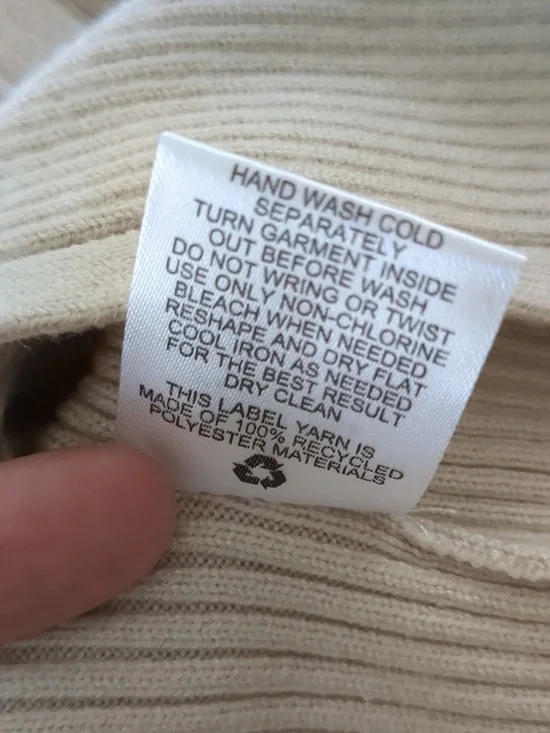 HAND WASH COLD
SEPARATELY
TURN GARMENT INSIDE
OUT BEFORE WASH
DO NOT WRING OR TWIST
USE ONLY NON-CHLORINE
BLEACH WHEN NEEDED
RESHAPE AND DRY FLAT
COOL IRON AS NEEDED
FOR THE BEST RESULT
DRY CLEAN
THIS LABEL YARN IS
MADE OF 100% RECYCLED
POLYESTER MATERIALS